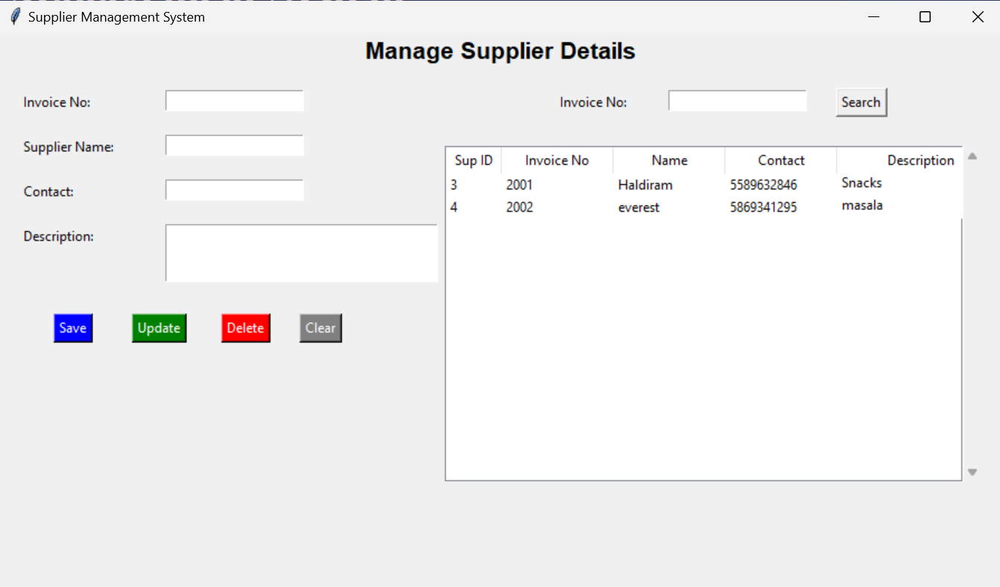 Supplier Management System
Manage Supplier Details
Invoice No:
Supplier Name:
Contact:
Description:
Save Update Delete Clear
Invoice No: Search
Sup ID Invoice No Name Contact Description
3 2001 Haldiram 5589632846 Snacks
4 2002 everest 5869341295 masala